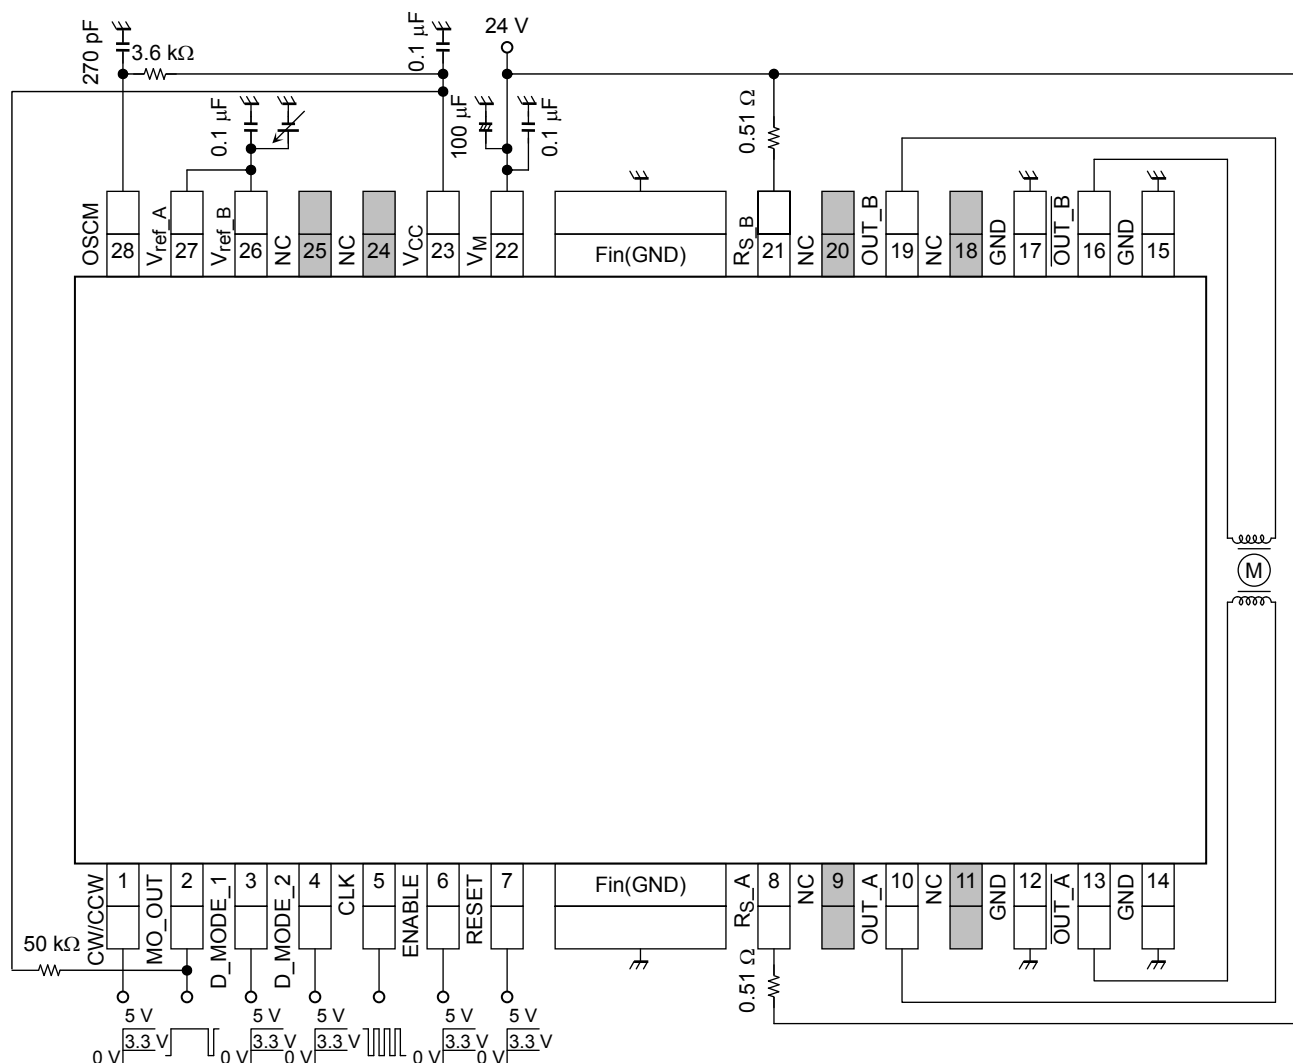 24 V
270 pF
3.6 kΩ
0.1 μF
0.1 μF
100 μF
0.1 μF
0.51 Ω
OSCM
Vref_A
Vref_B
NC
NC
VCC
VM
RS_B
NC
OUT_B
NC
GND
OUT_B
GND
28 27 26 25 24 23 22 Fin(GND) 21 20 19 18 17 16 15
M
1 2 3 4 5 6 7 Fin(GND) 8 9 10 11 12 13 14
CW/CCW
MO_OUT
D_MODE_1
D_MODE_2
CLK
ENABLE
RESET
RS_A
NC
OUT_A
NC
GND
OUT_A
GND
50 kΩ
0.51 Ω
5 V 5 V 5 V 5 V 5 V
3.3 V 3.3 V 3.3 V 3.3 V 3.3 V
0 V 0 V 0 V 0 V 0 V